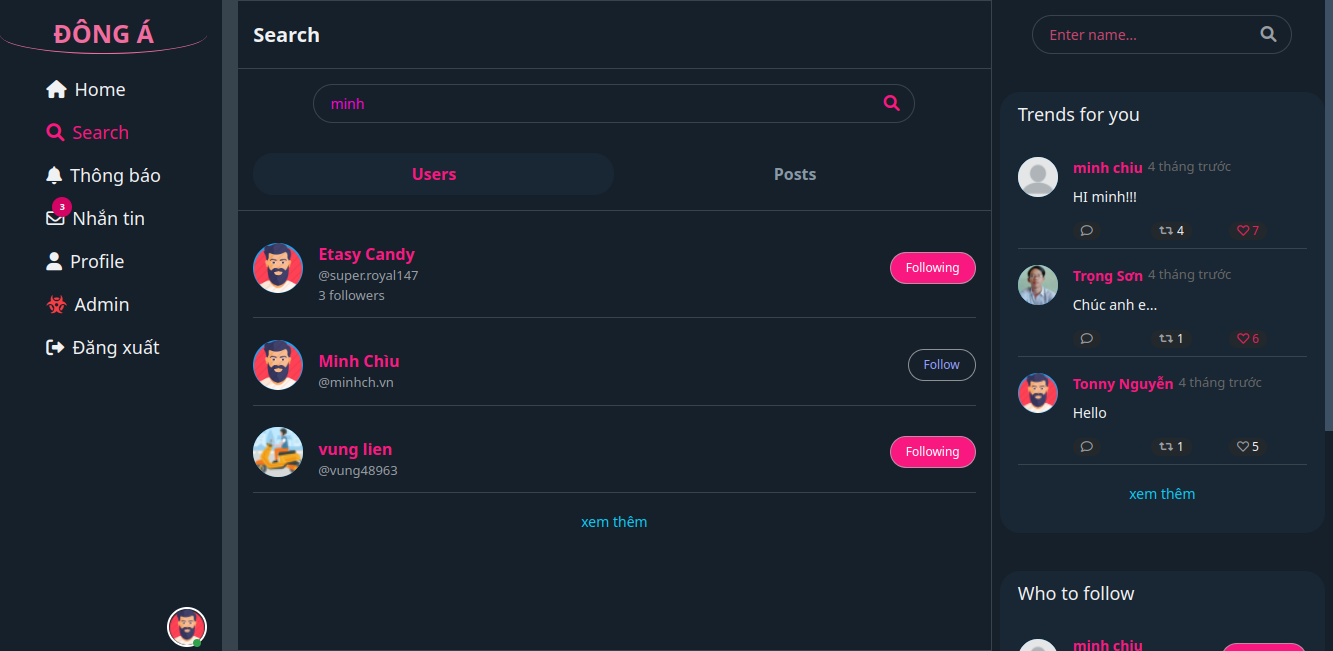 ĐÔNG Á
Home
Search
Thông báo
3
Nhắn tin
Profile
Admin
Đăng xuất
Search
minh
Users
Posts
Etasy Candy
@super.royal147
3 followers
Following
Minh Chiu
@minhch.vn
Follow
vung lien
@vung48963
Following
xem thêm
Enter name...
Trends for you
minh chiu 4 tháng trước
HI minh!!!
4 7
Trọng Sơn 4 tháng trước
Chúc anh e...
1 6
Tonny Nguyễn 4 tháng trước
Hello
1 5
xem thêm
Who to follow
minh chiu